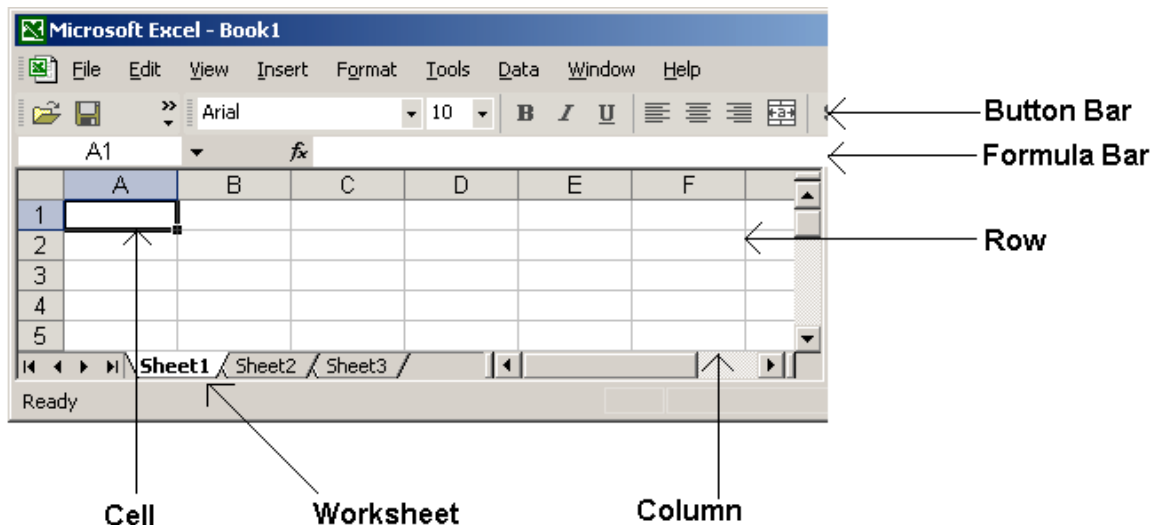 Microsoft Excel - Book1
File Edit View Insert Format Tools Data Window Help
Arial 10 B I U a
Button Bar
A1 fx
Formula Bar
A B C D E F
1
2
Row
3
4
5
Sheet1 Sheet2 Sheet3
Ready
Cell Worksheet Column